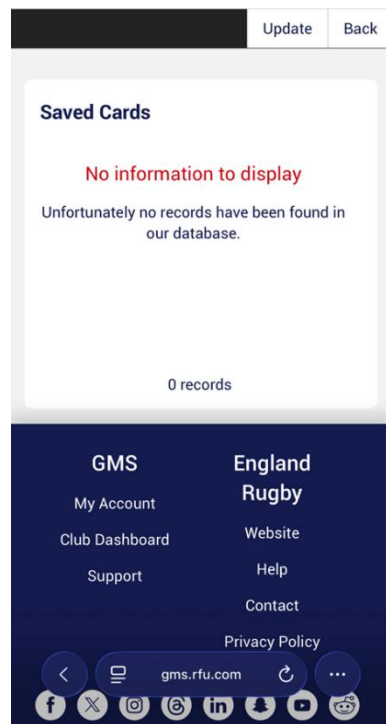 Update Back
Saved Cards
No information to display
Unfortunately no records have been found in
our database.
0 records
GMS
My Account
Club Dashboard
Support
England
Rugby
Website
Help
Contact
Privacy Policy
gms.rfu.com